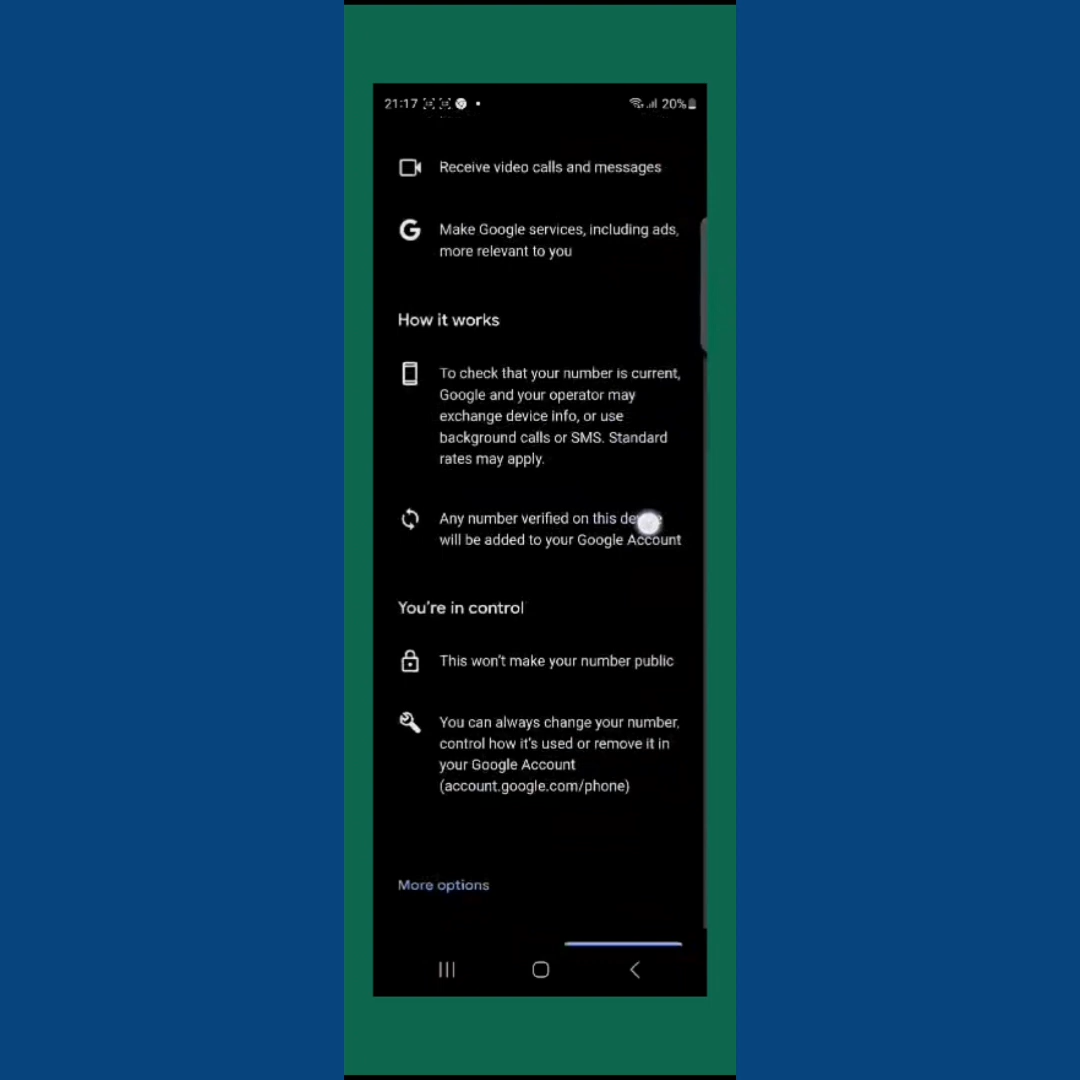 21:17 20%
Receive video calls and messages
Make Google services, including ads,
more relevant to you
How it works
To check that your number is current,
Google and your operator may
exchange device info, or use
background calls or SMS. Standard
rates may apply.
Any number verified on this
will be added to your Google Account
You're in control
This won't make your number public
You can always change your number,
control how it's used or remove it in
your Google Account
(account.google.com/phone)
More options